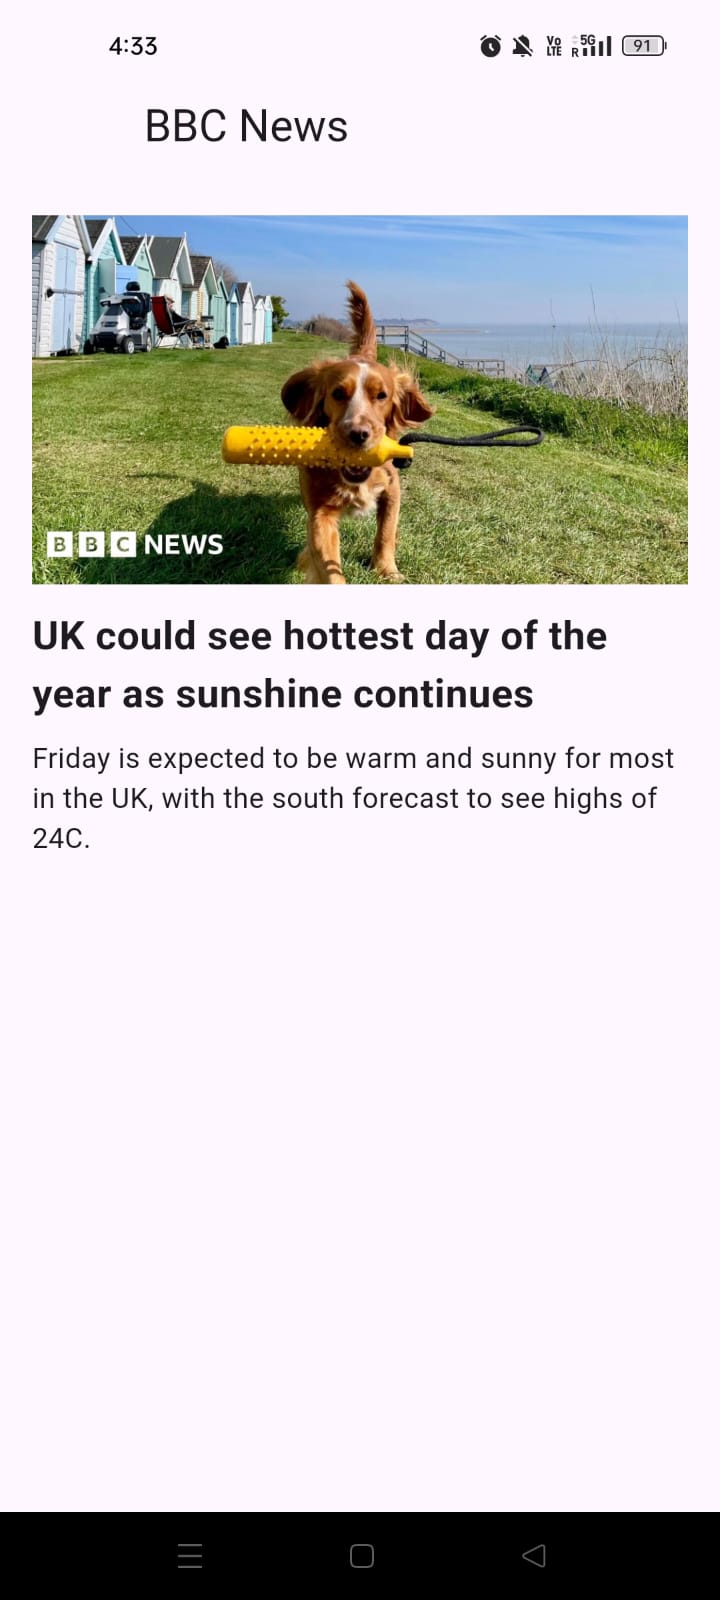 4:33
Vo
LTE
5G
R
91
BBC News
BBC NEWS
UK could see hottest day of the
year as sunshine continues
Friday is expected to be warm and sunny for most
in the UK, with the south forecast to see highs of
24C.